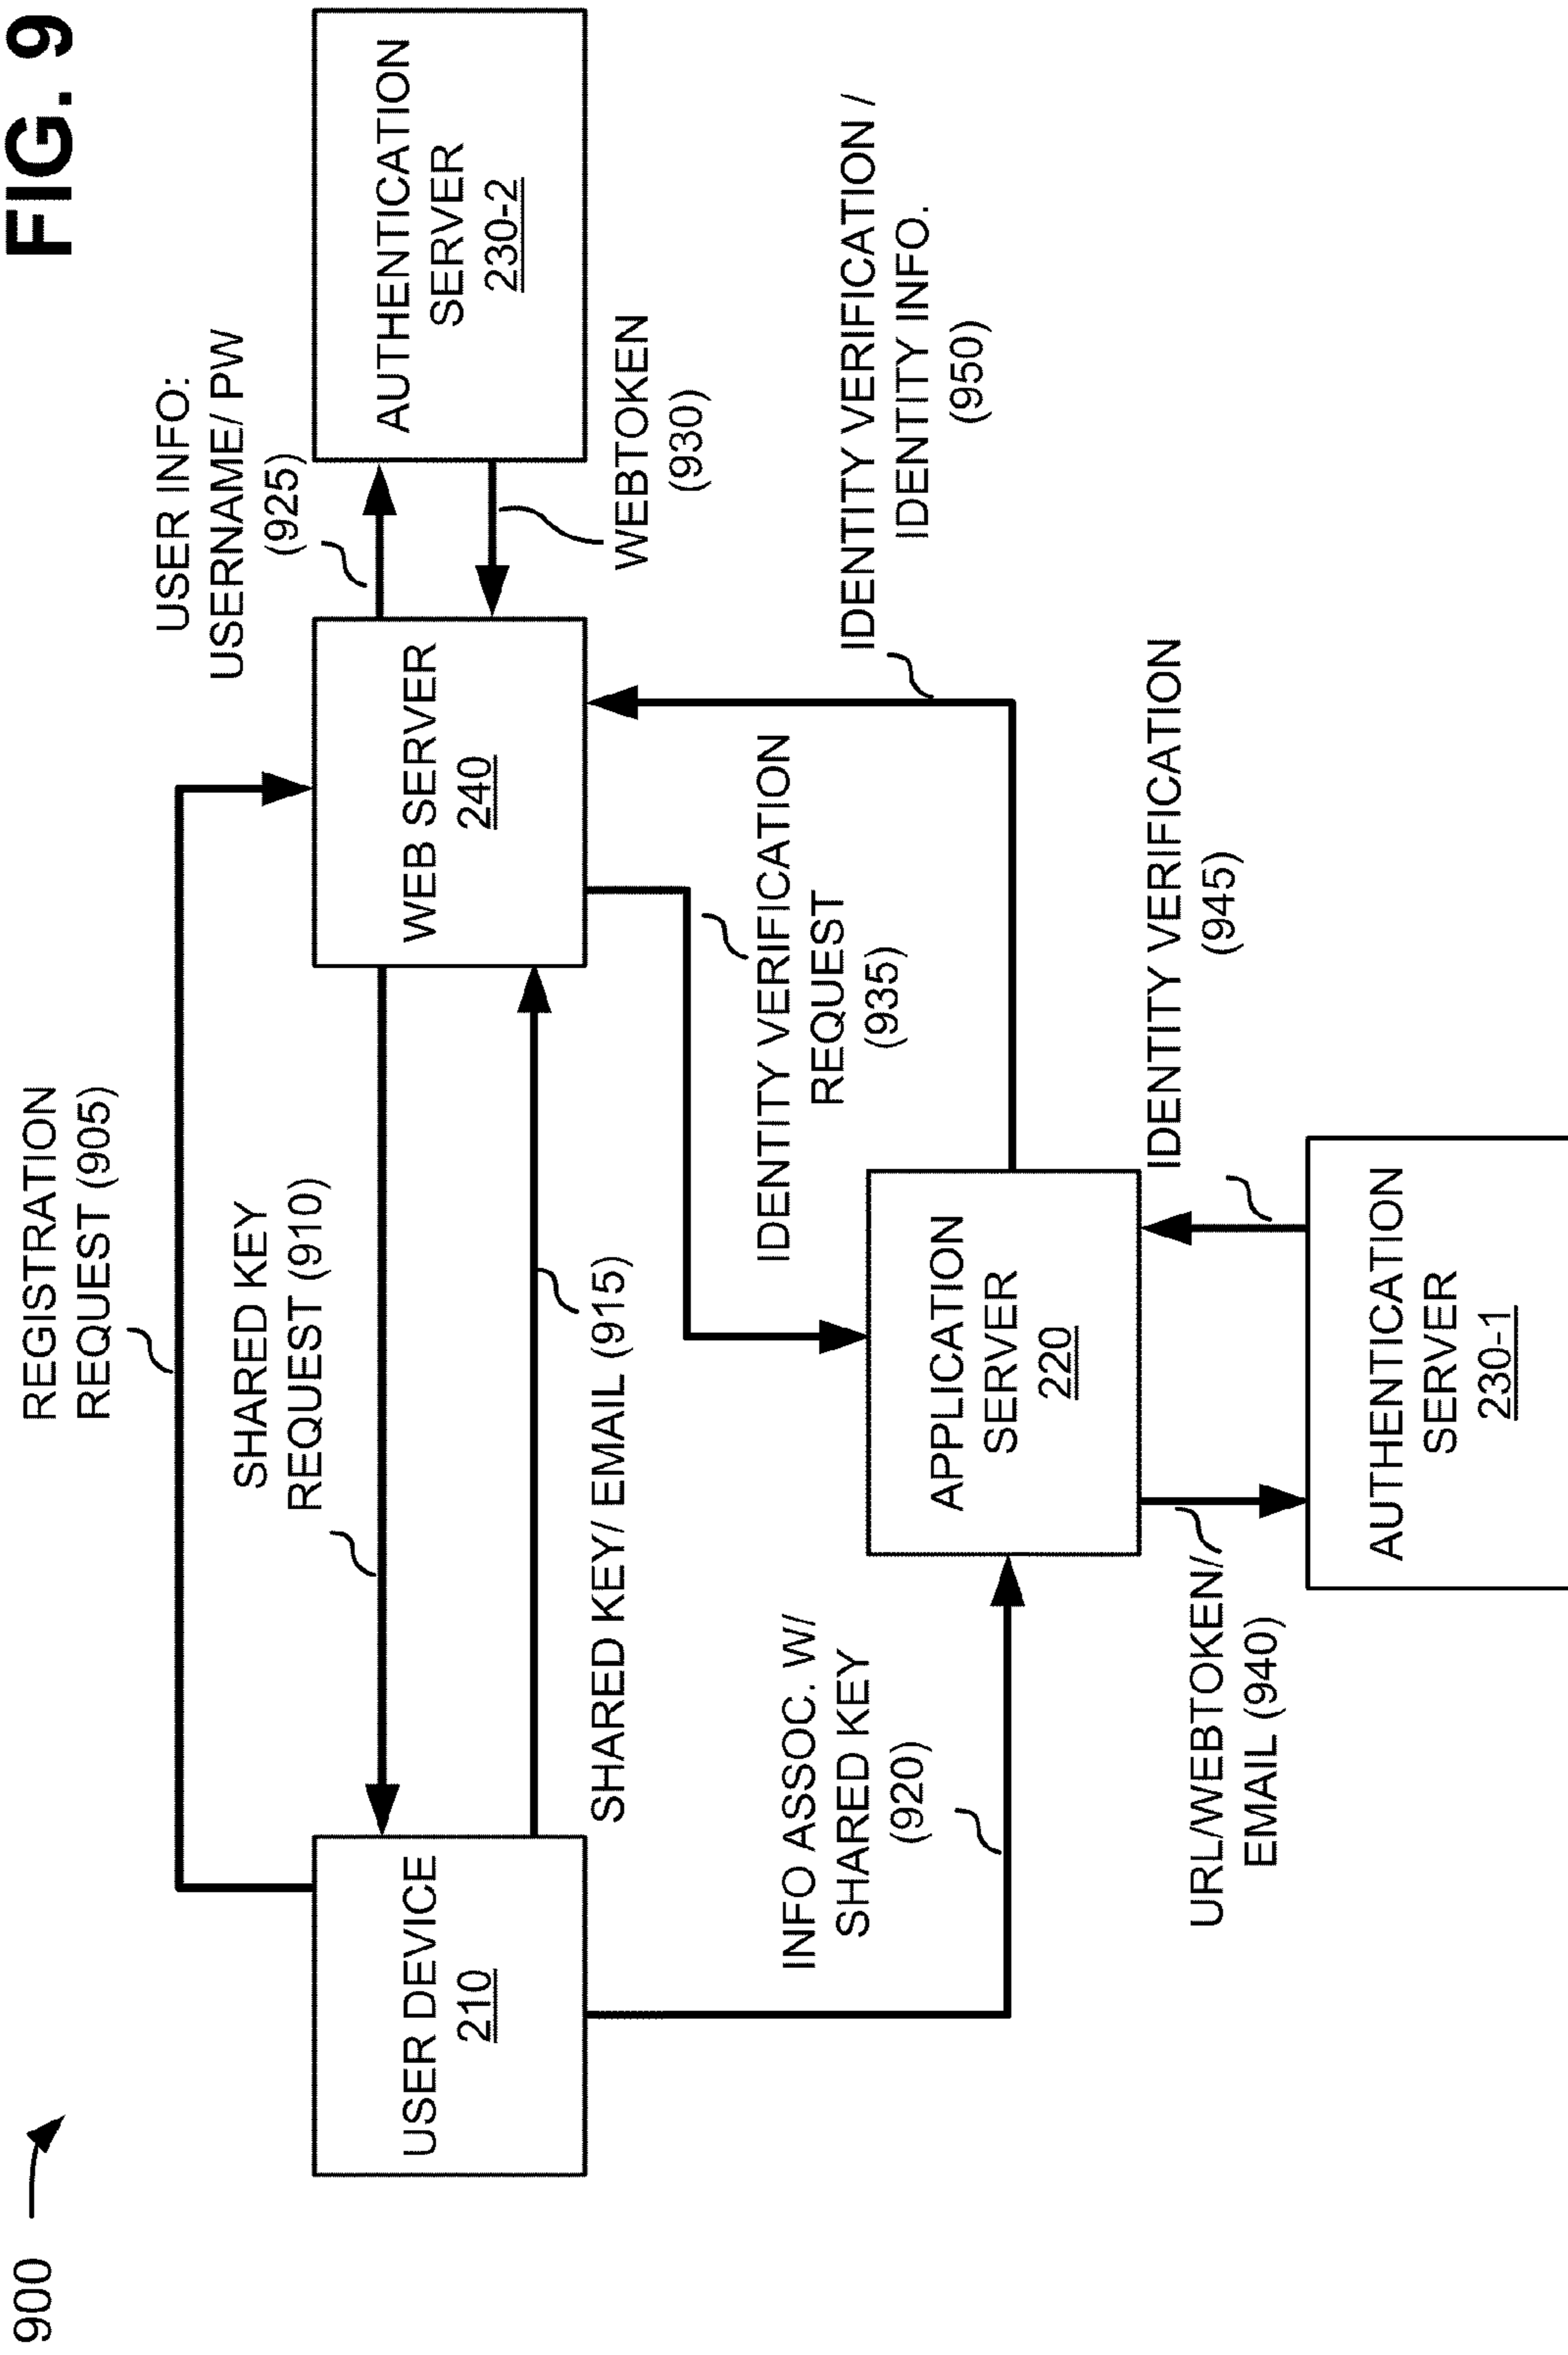 FIG. 9
900
REGISTRATION
REQUEST (905)
SHARED KEY
REQUEST (910)
USER INFO:
USERNAME/ PW
(925)
USER DEVICE
210
WEB SERVER
240
AUTHENTICATION
SERVER
230-2
SHARED KEY/ EMAIL (915)
WEBTOKEN
(930)
INFO ASSOC. W/
SHARED KEY
(920)
IDENTITY VERIFICATION
REQUEST
(935)
IDENTITY VERIFICATION /
IDENTITY INFO.
(950)
APPLICATION
SERVER
220
URL/WEBTOKEN/
EMAIL (940)
IDENTITY VERIFICATION
(945)
AUTHENTICATION
SERVER
230-1